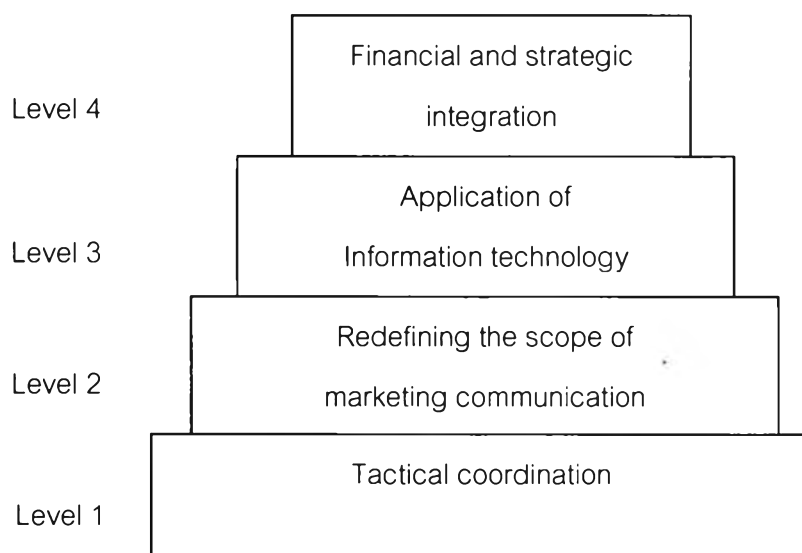 Financial and strategic
Level 4
integration
Application of
Level 3
Information technology
Redefining the scope of
Level 2
marketing communication
Tactical coordination
Level 1